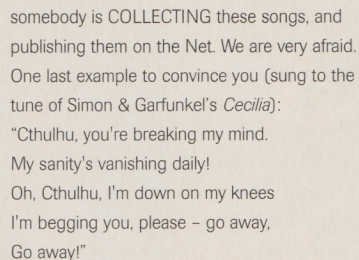 somebody is COLLECTING these songs, and
publishing them on the Net. We are very afraid.
One last example to convince you (sung to the
tune of Simon & Garfunkel's Cecilia):
"Cthulhu, you're breaking my mind.
My sanity's vanishing daily!
Oh, Cthulhu, I'm down on my knees
I'm begging you, please – go away,
Go away!"